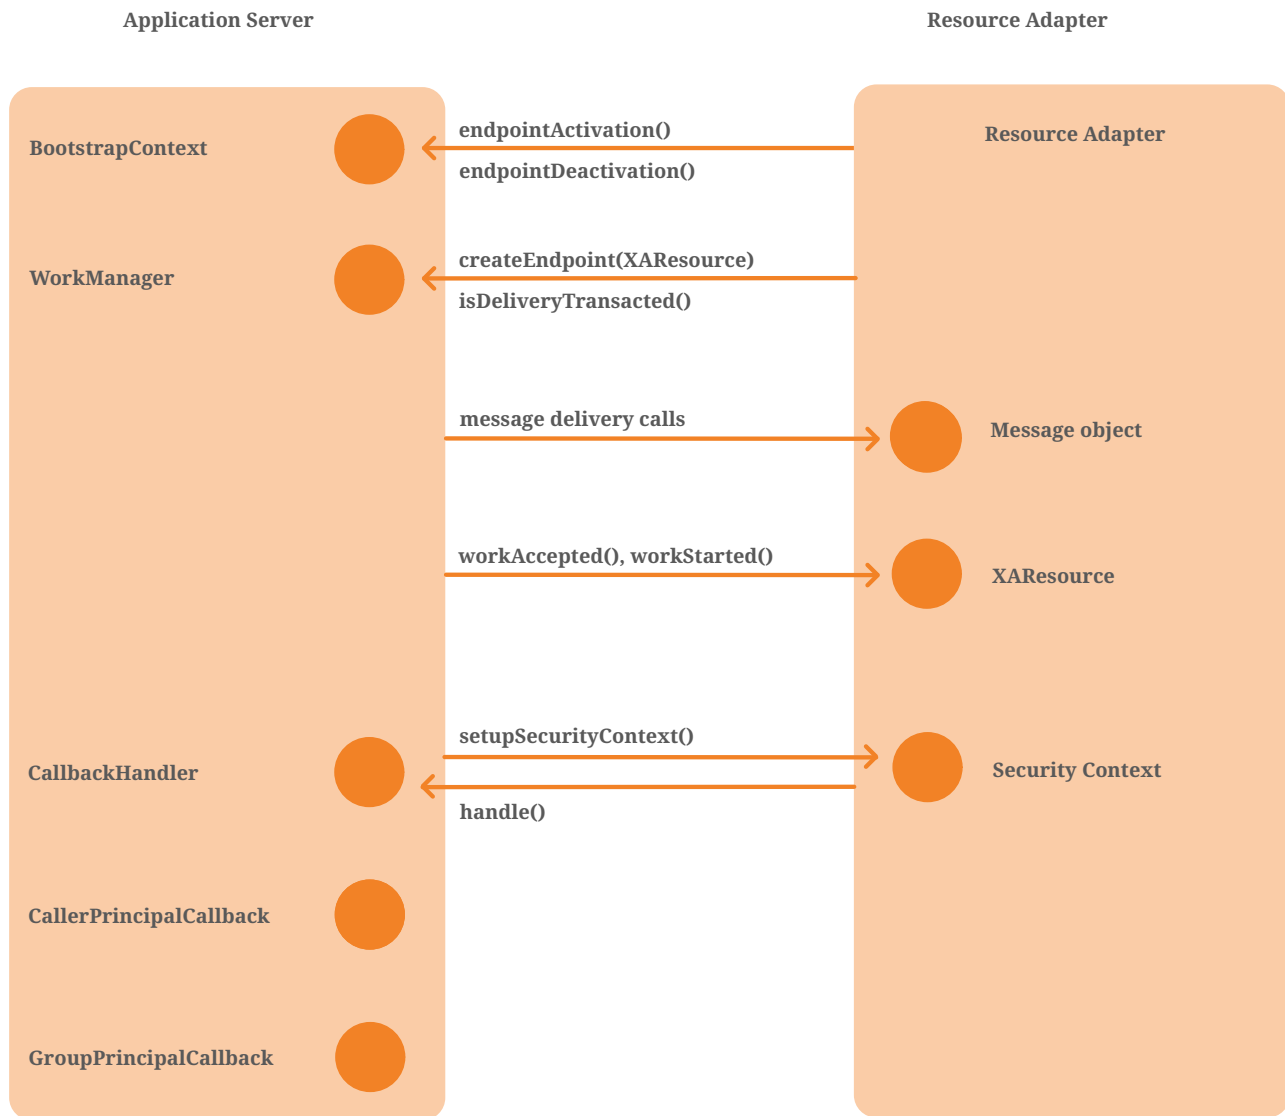 Application Server
Resource Adapter
BootstrapContext
endpointActivation()
endpointDeactivation()
Resource Adapter
WorkManager
createEndpoint(XAResource)
isDeliveryTransacted()
message delivery calls
Message object
workAccepted(), workStarted()
XAResource
setupSecurityContext()
CallbackHandler
Security Context
handle()
CallerPrincipalCallback
GroupPrincipalCallback